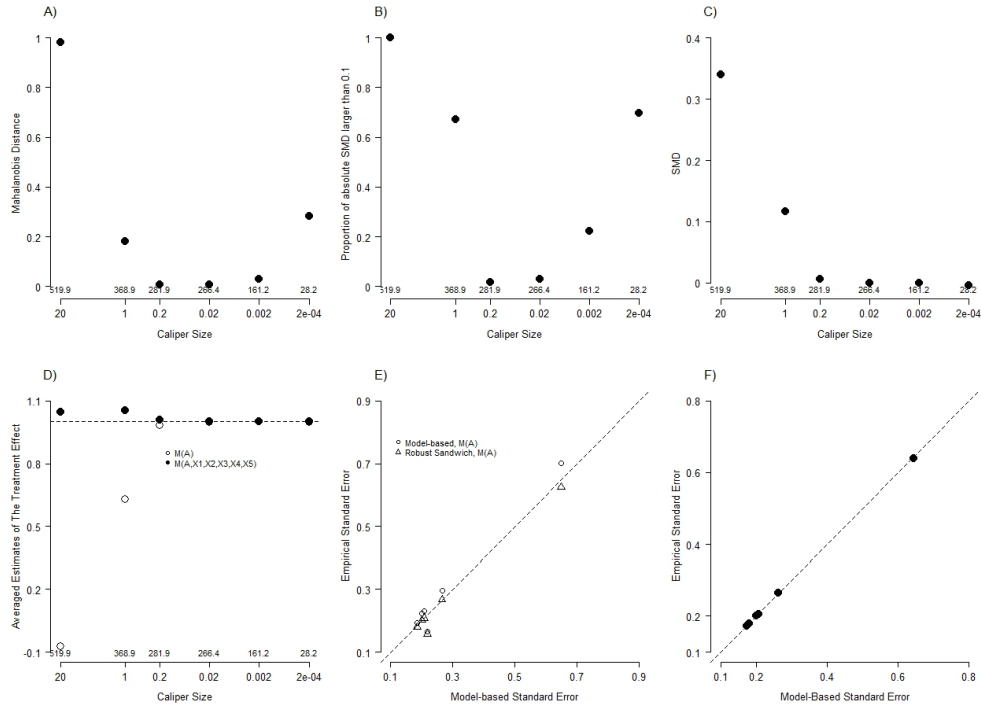 A)
Mahalanobis Distance
1
0.8
0.6
0.4
0.2
0
519.9 368.9 281.9 266.4 161.2 28.2
20 1 0.2 0.02 0.002 2e-04
Caliper Size
B)
Proportion of absolute SMD larger than 0.1
1
0.8
0.6
0.4
0.2
0
519.9 368.9 281.9 266.4 161.2 28.2
20 1 0.2 0.02 0.002 2e-04
Caliper Size
C)
SMD
0.4
0.3
0.2
0.1
0
519.9 368.9 281.9 266.4 161.2 28.2
20 1 0.2 0.02 0.002 2e-04
Caliper Size
D)
Averaged Estimates of The Treatment Effect
1.1
0.8
0.5
0.2
-0.1
M(A)
M(A,X1,X2,X3,X4,X5)
519.9 368.9 281.9 266.4 161.2 28.2
20 1 0.2 0.02 0.002 2e-04
Caliper Size
E)
Empirical Standard Error
0.9
0.7
0.5
0.3
0.1
Model-based, M(A)
Robust Sandwich, M(A)
0.1 0.3 0.5 0.7 0.9
Model-based Standard Error
F)
Empirical Standard Error
0.8
0.6
0.4
0.2
0.1
0.1 0.2 0.4 0.6 0.8
Model-Based Standard Error